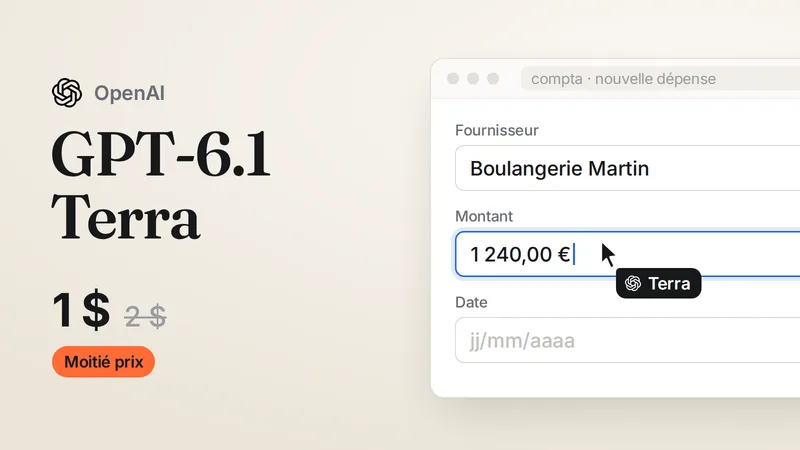 OpenAI
GPT-6.1
Terra
1 $ 2 $
Moitié prix
compta · nouvelle dépense
Fournisseur
Boulangerie Martin
Montant
1 240,00 €
Terra
Date
jj/mm/aaaa